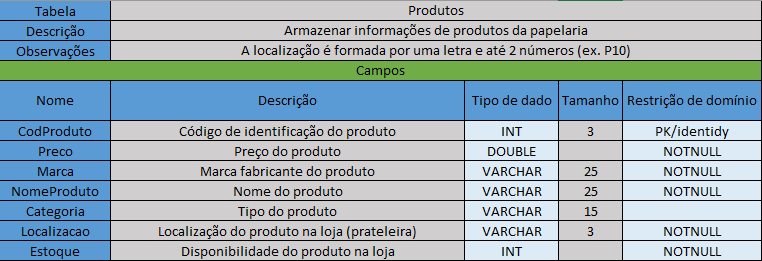 Tabela Produtos
Descrição Armazenar informações de produtos da papelaria
Observações A localização é formada por uma letra e até 2 números (ex. P10)
Campos
Nome Descrição Tipo de dado Tamanho Restrição de domínio
CodProduto Código de identificação do produto INT 3 PK/identidy
Preco Preço do produto DOUBLE NOTNULL
Marca Marca fabricante do produto VARCHAR 25 NOTNULL
NomeProduto Nome do produto VARCHAR 25 NOTNULL
Categoria Tipo do produto VARCHAR 15
Localizacao Localização do produto na loja (prateleira) VARCHAR 3 NOTNULL
Estoque Disponibilidade do produto na loja INT NOTNULL